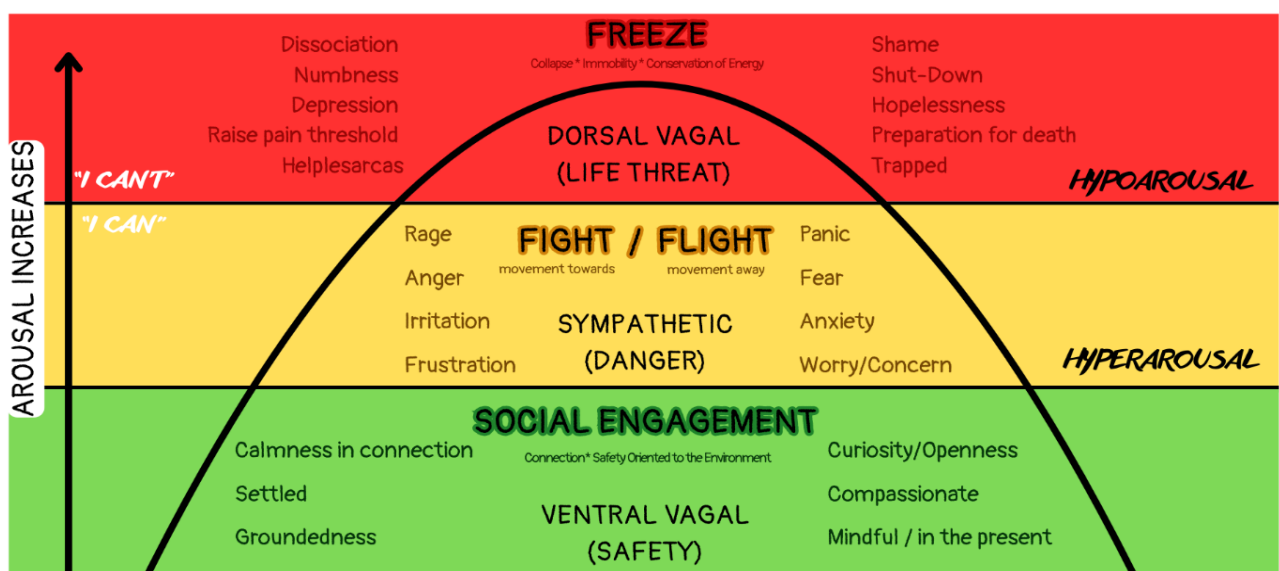 FREEZE
Collapse * Immobility * Conservation of Energy
Dissociation
Numbness
Depression
Raise pain threshold
Helplesarcas
Shame
Shut-Down
Hopelessness
Preparation for death
Trapped
DORSAL VAGAL
(LIFE THREAT)
"I CAN'T"
HYPOAROUSAL
AROUSAL INCREASES
"I CAN"
FIGHT / FLIGHT
movement towards
movement away
Rage
Anger
Irritation
Frustration
Panic
Fear
Anxiety
Worry/Concern
SYMPATHETIC
(DANGER)
HYPERAROUSAL
SOCIAL ENGAGEMENT
Connection* Safety Oriented to the Environment
Calmness in connection
Settled
Groundedness
Curiosity/Openness
Compassionate
Mindful / in the present
VENTRAL VAGAL
(SAFETY)